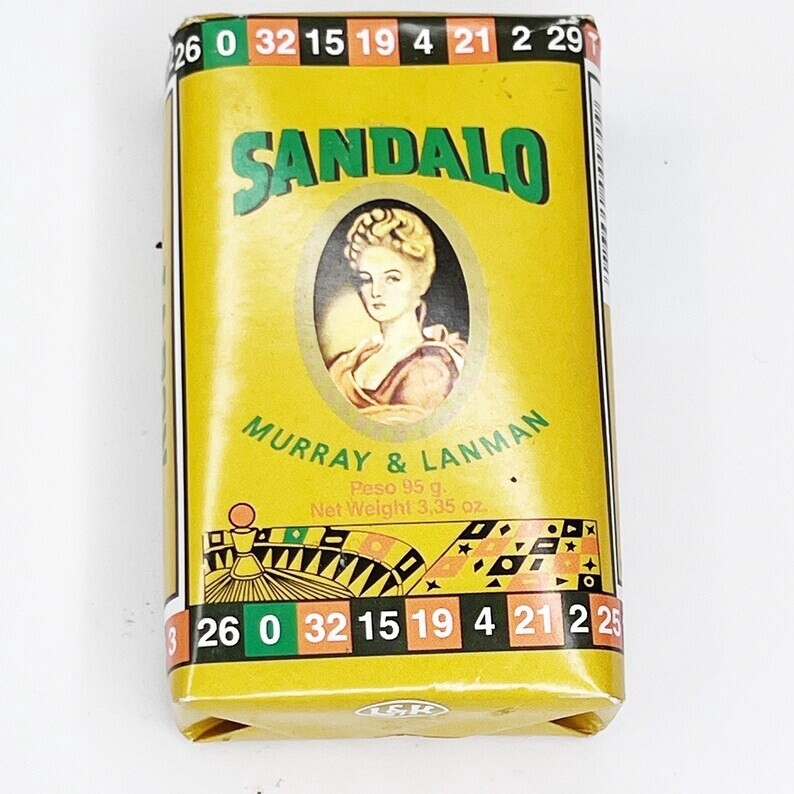 26 0 32 15 19 4 21 2 29
SANDALO
MURRAY & LANMAN
Peso 95 g.
Net Weight 3,35 oz.
3 26 0 32 15 19 4 21 2 25